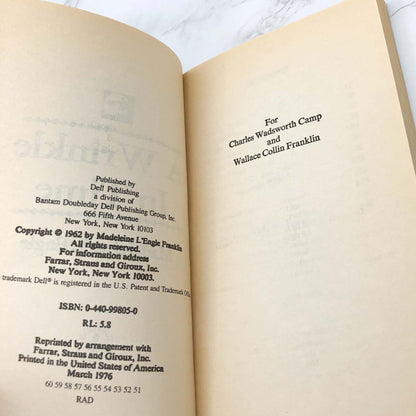 Published by
Dell Publishing
a division of
Bantam Doubleday Dell Publishing Group, Inc.
666 Fifth Avenue
New York, New York 10103
Copyright © 1962 by Madeleine L'Engle Franklin
All rights reserved.
For information address
Farrar, Straus and Giroux, Inc.
New York, New York 10003.
trademark Dell® is registered in the U.S. Patent and Trademark
ISBN: 0-440-99805-0
RL: 5.8
Reprinted by arrangement with
Farrar, Straus and Giroux, Inc.
Printed in the United States of America
March 1976
60 59 58 57 56 55 54 53 52 51
RAD
For
Charles Wadsworth Camp
and
Wallace Collin Franklin